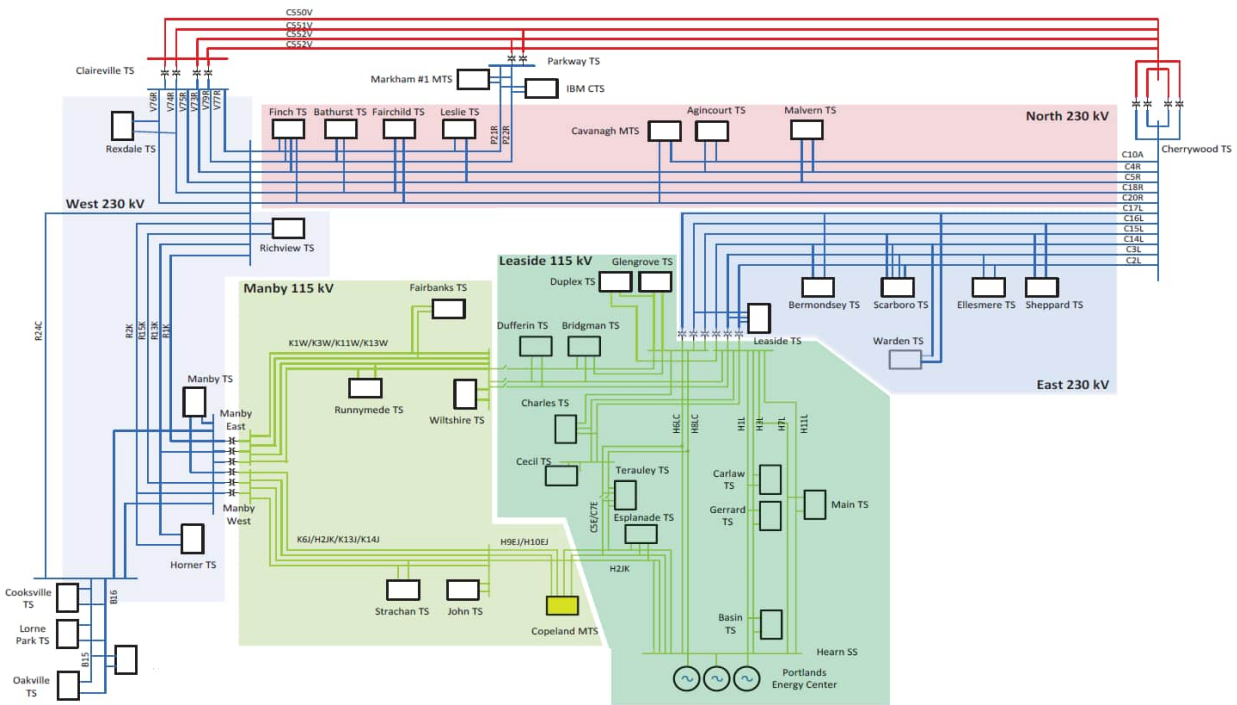 C550V
C551V
C552V
C552V
Claireville TS
Parkway TS
Markham #1 MTS
IBM CTS
V76R
V74R
V75R
V73R
V79R
V77R
P21R
P22R
Rexdale TS
Finch TS
Bathurst TS
Fairchild TS
Leslie TS
Cavanagh MTS
Agincourt TS
Malvern TS
North 230 kV
Cherrywood TS
C10A
C4R
C5R
C18R
C20R
C17L
C16L
C15L
C14L
C3L
C2L
West 230 kV
Richview TS
R24C
R2K
R15K
R13K
R1K
Manby 115 kV
Leaside 115 kV
Glengrove TS
Duplex TS
Fairbanks TS
Dufferin TS
Bridgman TS
K1W/K3W/K11W/K13W
Bermondsey TS
Scarboro TS
Ellesmere TS
Sheppard TS
Leaside TS
Warden TS
East 230 kV
Manby TS
Manby
East
Runnymede TS
Wiltshire TS
Charles TS
Cecil TS
H6LC
H8LC
H1L
H3L
H7L
H11L
Terauley TS
Esplanade TS
C5E/C7E
Carlaw
TS
Gerrard
TS
Main TS
Manby
West
Horner TS
K6J/H2JK/K13J/K14J
H9EJ/H10EJ
H2JK
Strachan TS
John TS
Copeland MTS
Basin
TS
Hearn SS
Portlands
Energy Center
Cooksville
TS
B16
Lorne
Park TS
B15
Oakville
TS